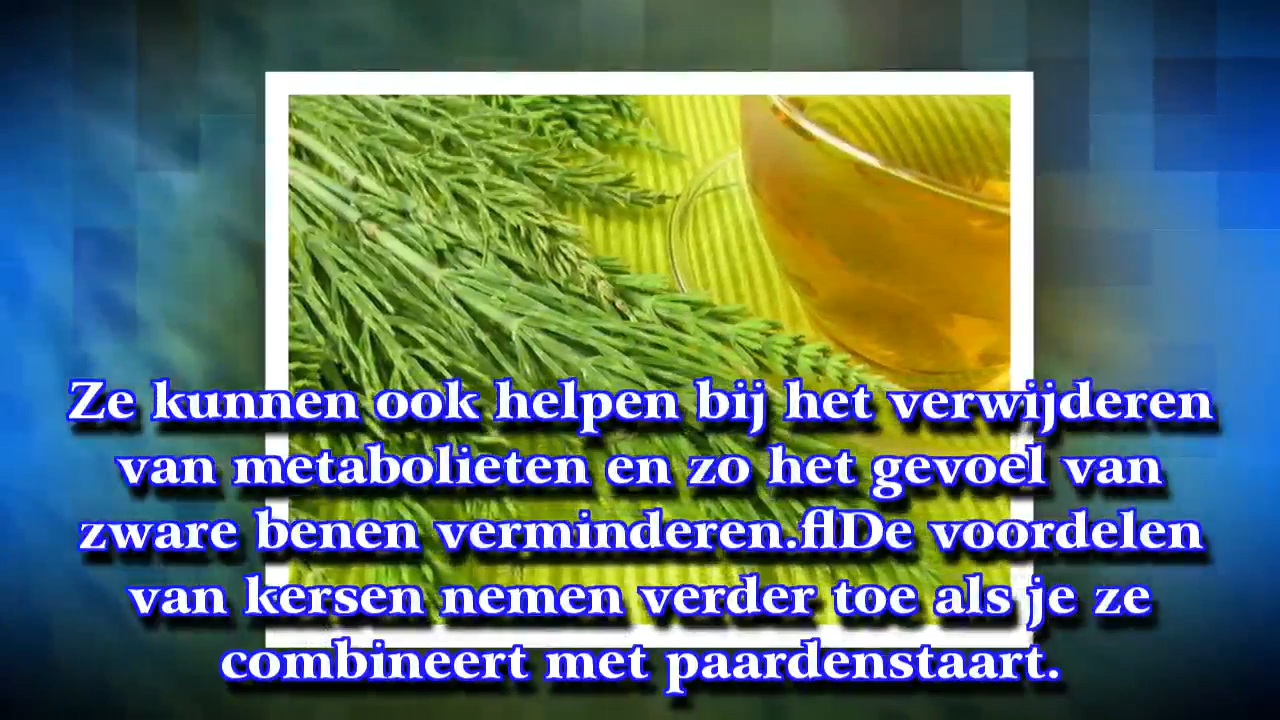 Ze kunnen ook helpen bij het verwijderen
van metabolieten en zo het gevoel van
zware benen verminderen.flDe voordelen
van kersen nemen verder toe als je ze
combineert met paardenstaart.